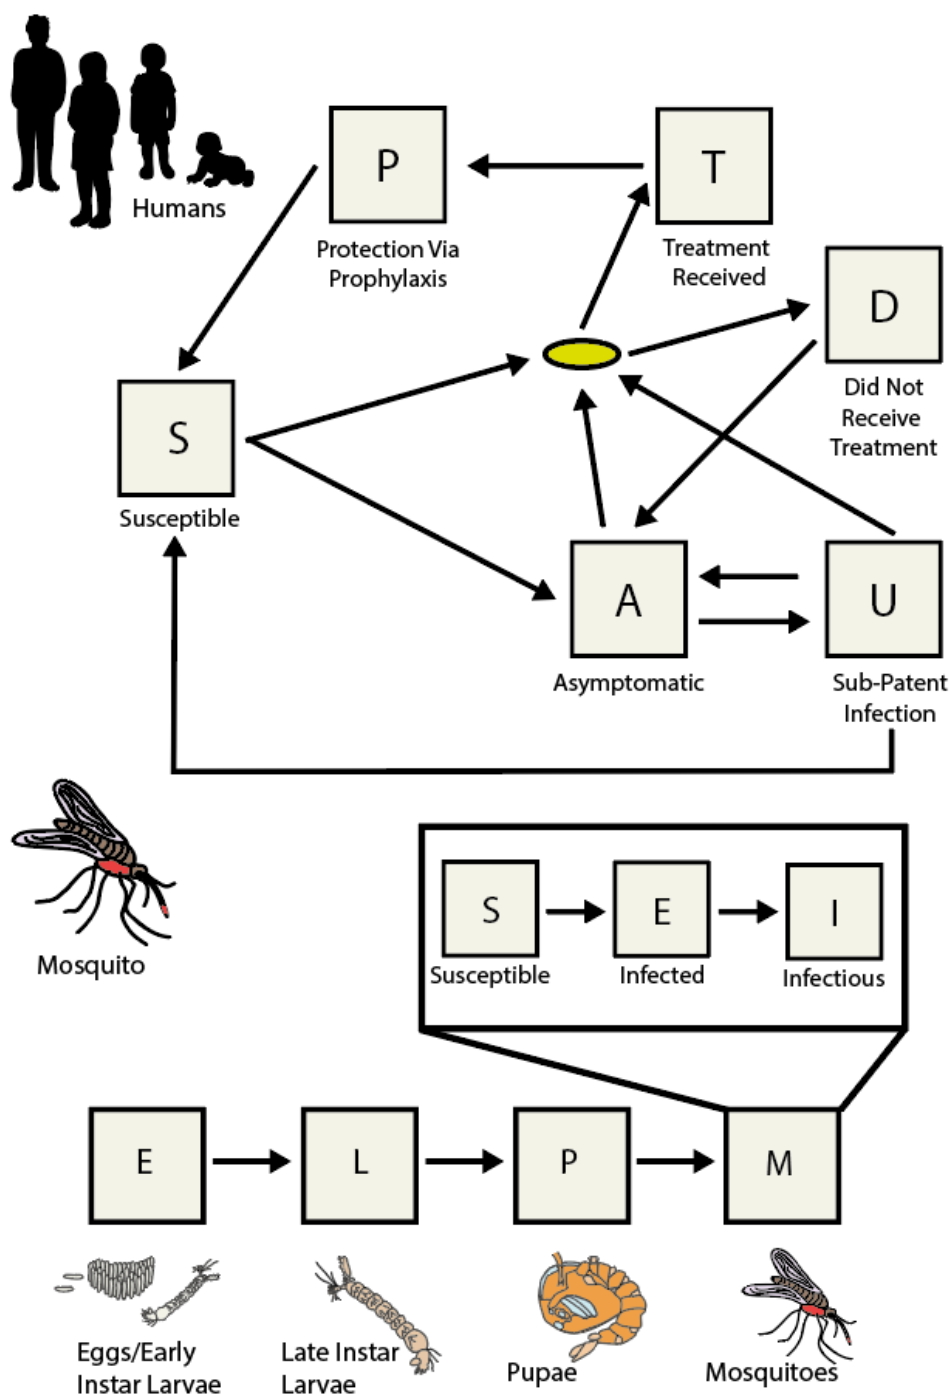 Humans
P
Protection Via
Prophylaxis
T
Treatment
Received
D
Did Not
Receive
Treatment
S
Susceptible
A
Asymptomatic
U
Sub-Patent
Infection
Mosquito
S
Susceptible
E
Infected
I
Infectious
E
L
P
M
Eggs/Early
Instar Larvae
Late Instar
Larvae
Pupae
Mosquitoes